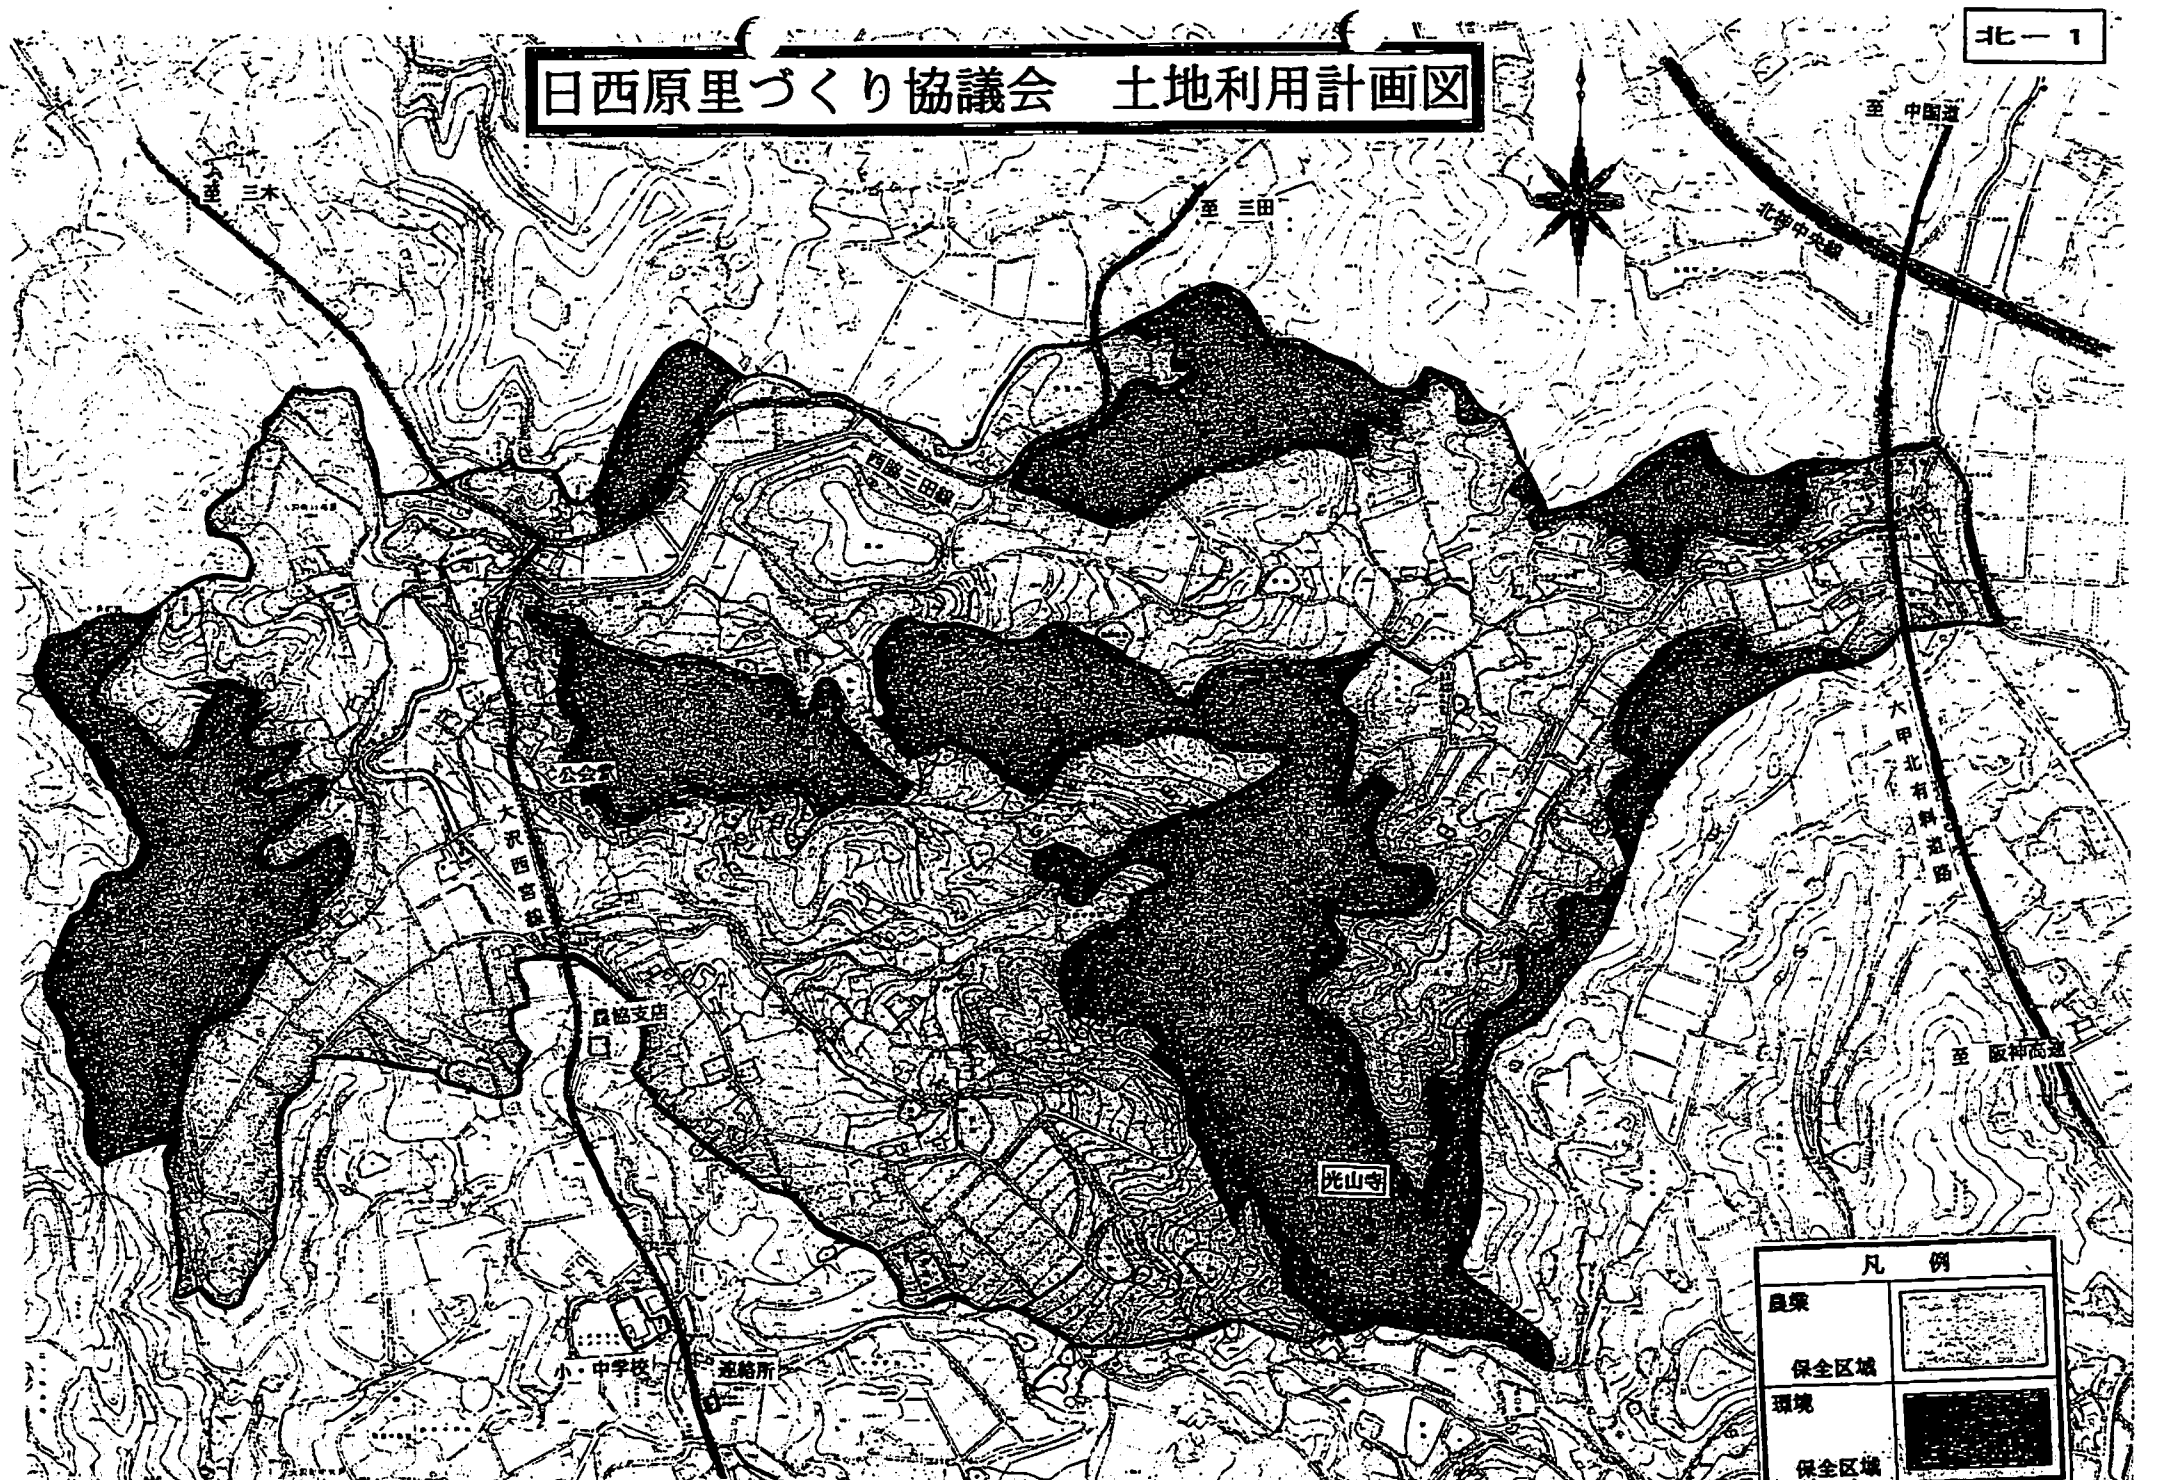 北一1
日西原里づくり協議会 土地利用計画図
至 中国道
至 三木
至 三田
北神中央線
西脇三田線
公会堂
大沢西宮線
六甲北有料道路
農協支店
至 阪神高速
光山寺
小・中学校
連絡所
凡 例
農業
保全区域
環境
保全区域